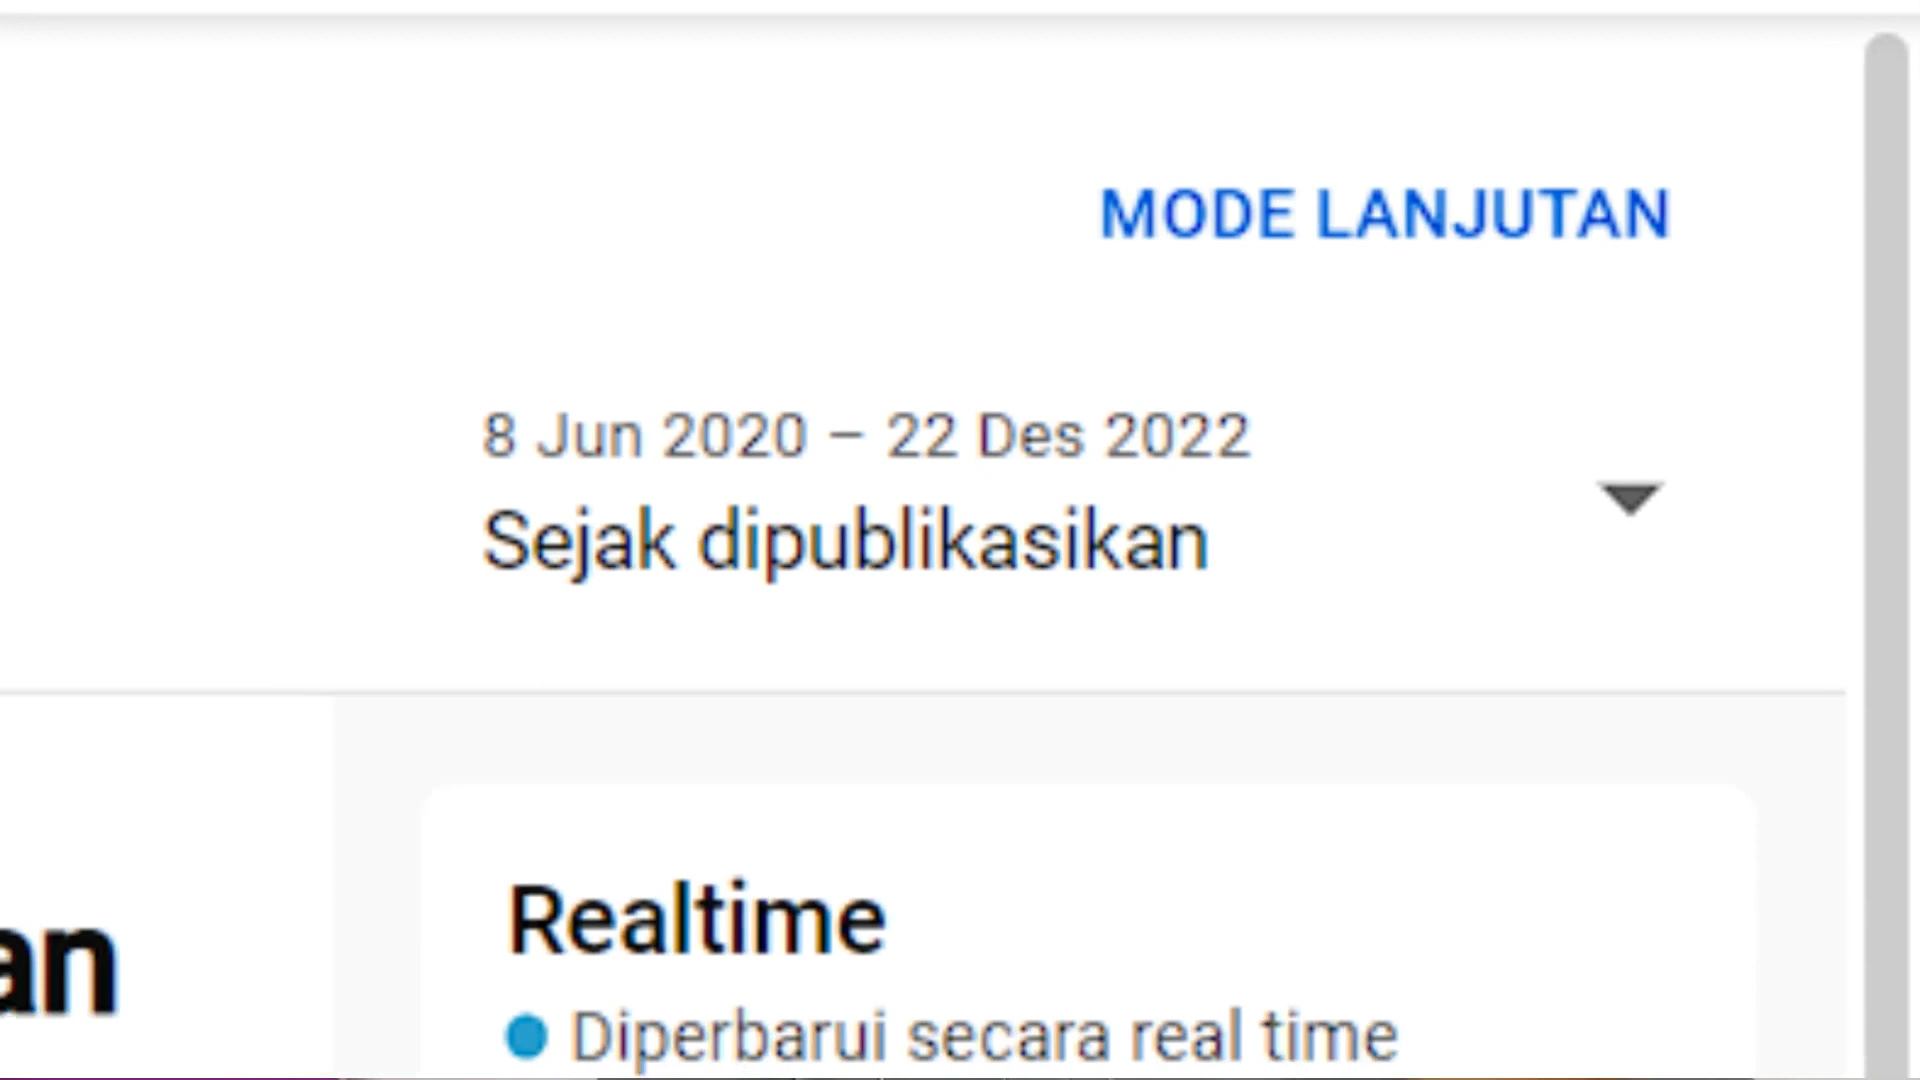 MODE LANJUTAN
8 Jun 2020 – 22 Des 2022
Sejak dipublikasikan
Realtime
an
Diperbarui secara real time